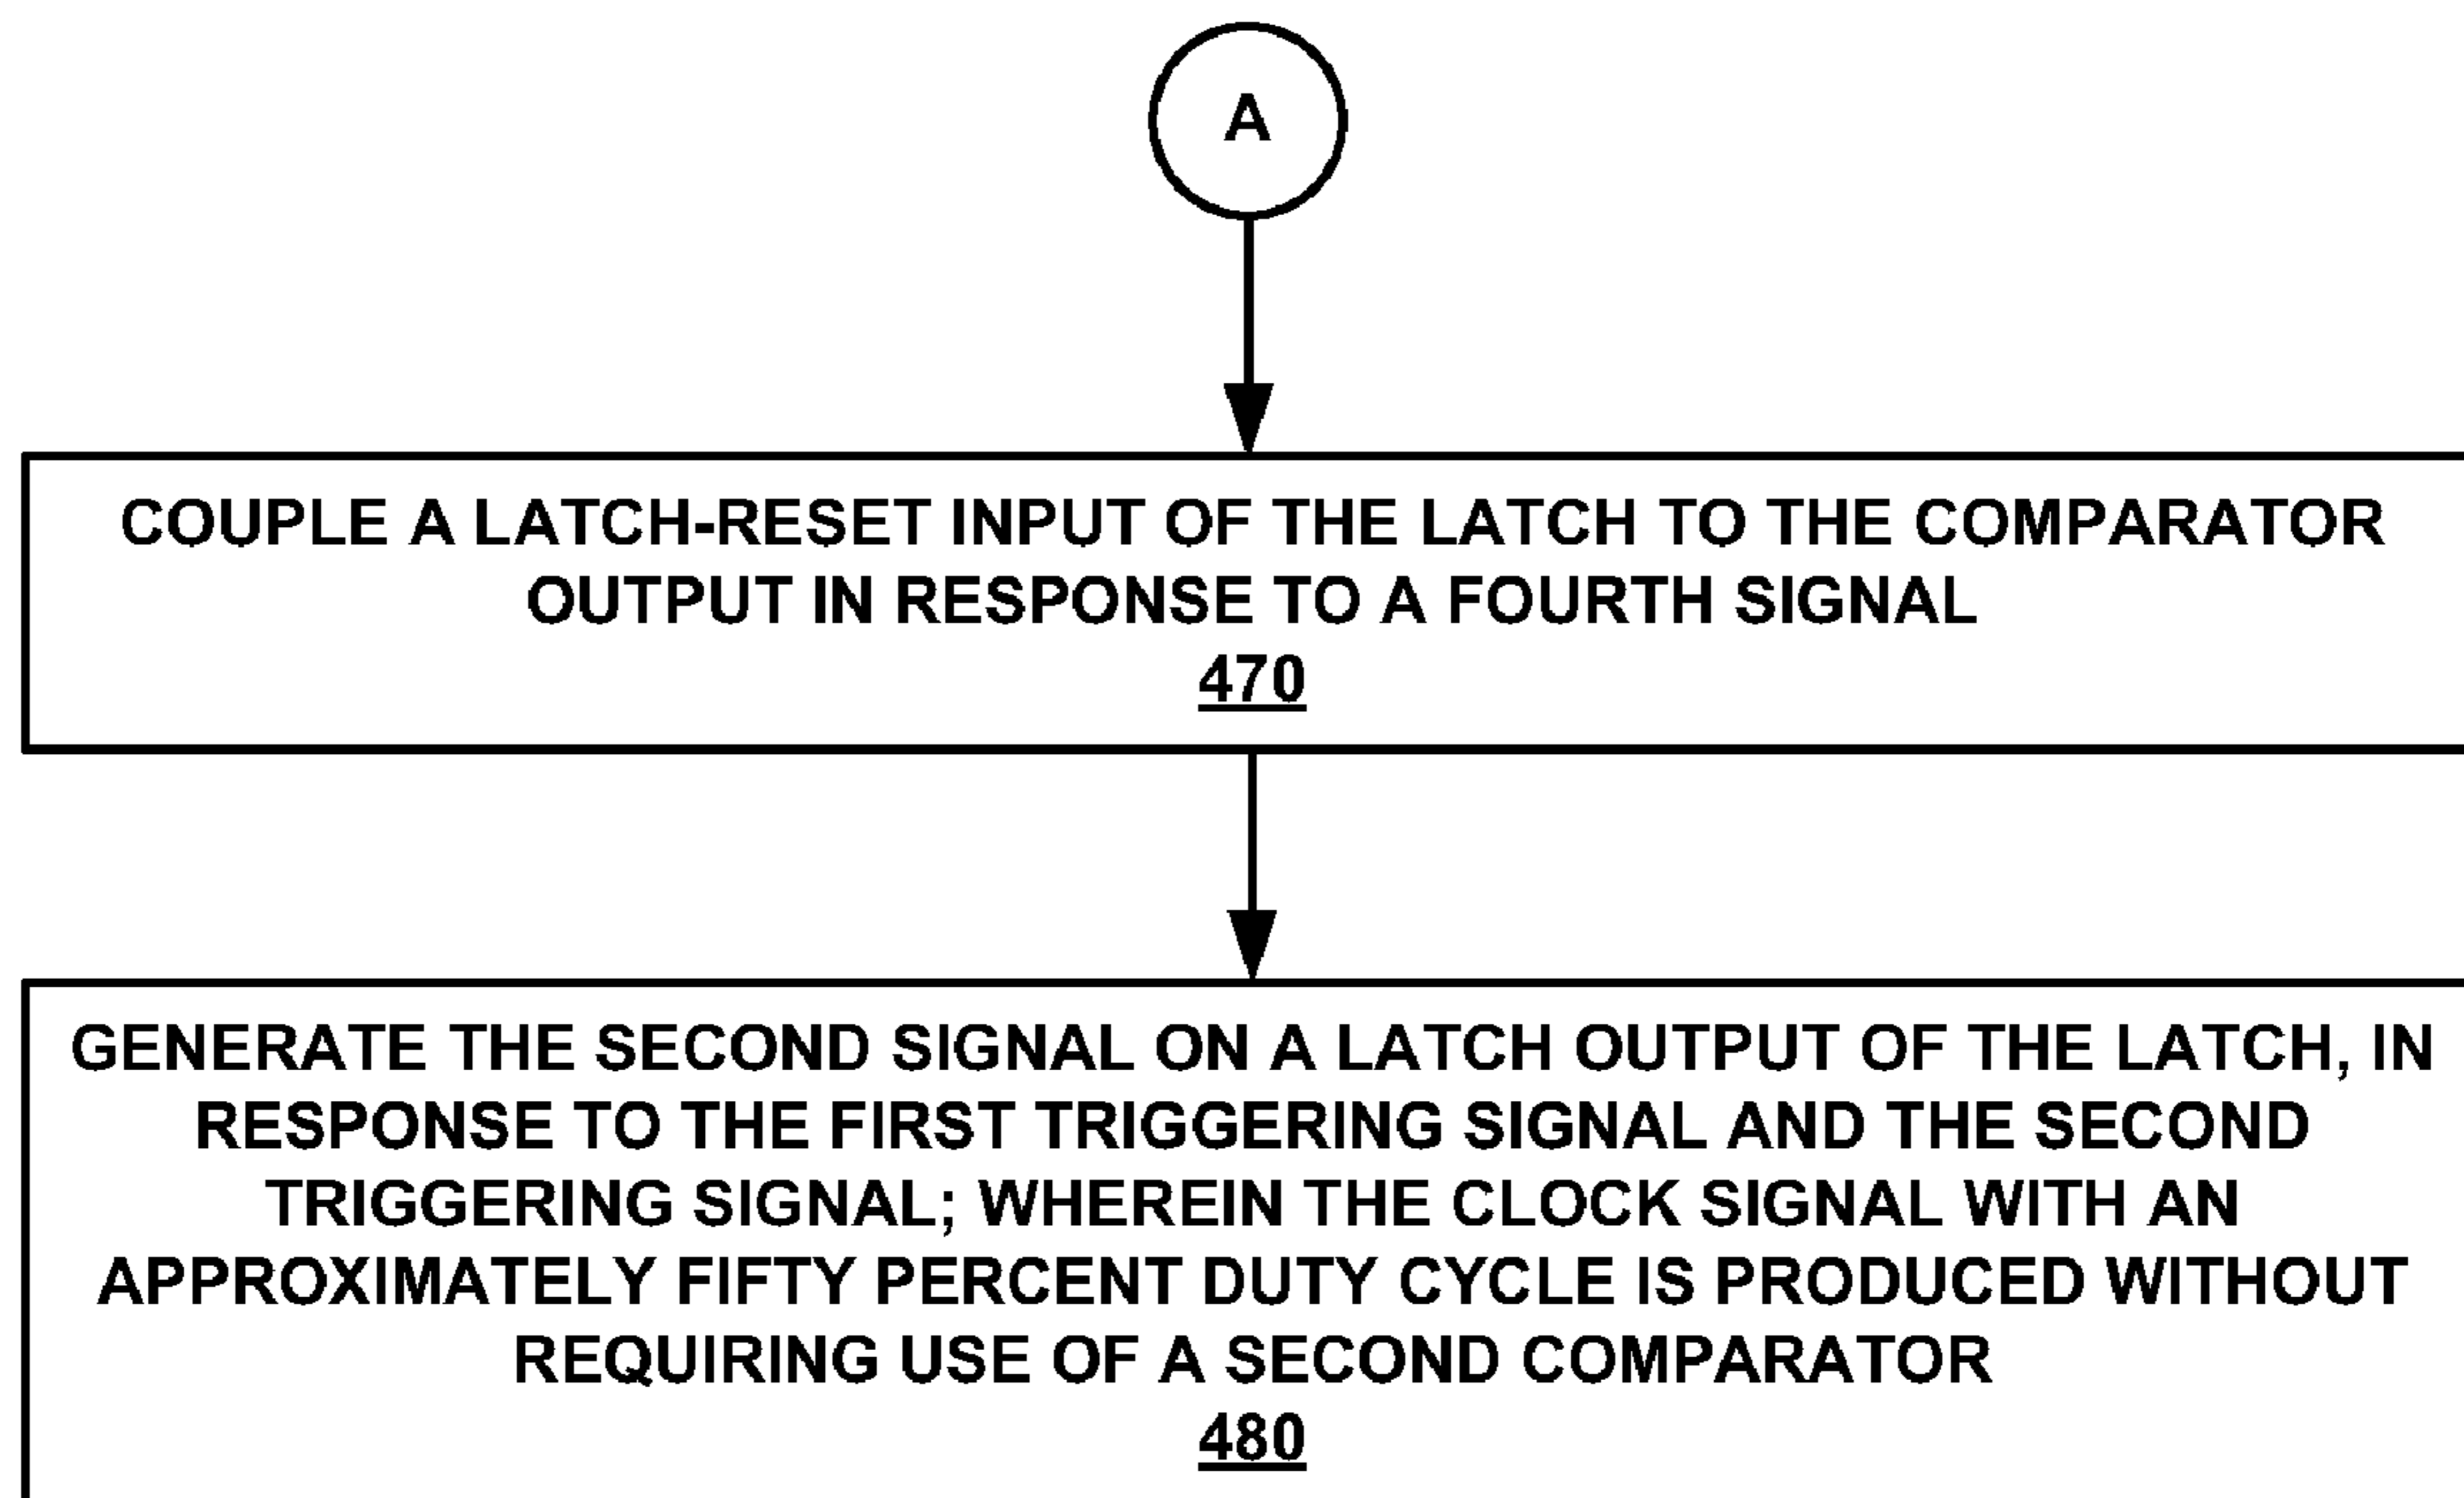 A
COUPLE A LATCH-RESET INPUT OF THE LATCH TO THE COMPARATOR
OUTPUT IN RESPONSE TO A FOURTH SIGNAL
470
GENERATE THE SECOND SIGNAL ON A LATCH OUTPUT OF THE LATCH, IN
RESPONSE TO THE FIRST TRIGGERING SIGNAL AND THE SECOND
TRIGGERING SIGNAL; WHEREIN THE CLOCK SIGNAL WITH AN
APPROXIMATELY FIFTY PERCENT DUTY CYCLE IS PRODUCED WITHOUT
REQUIRING USE OF A SECOND COMPARATOR
480